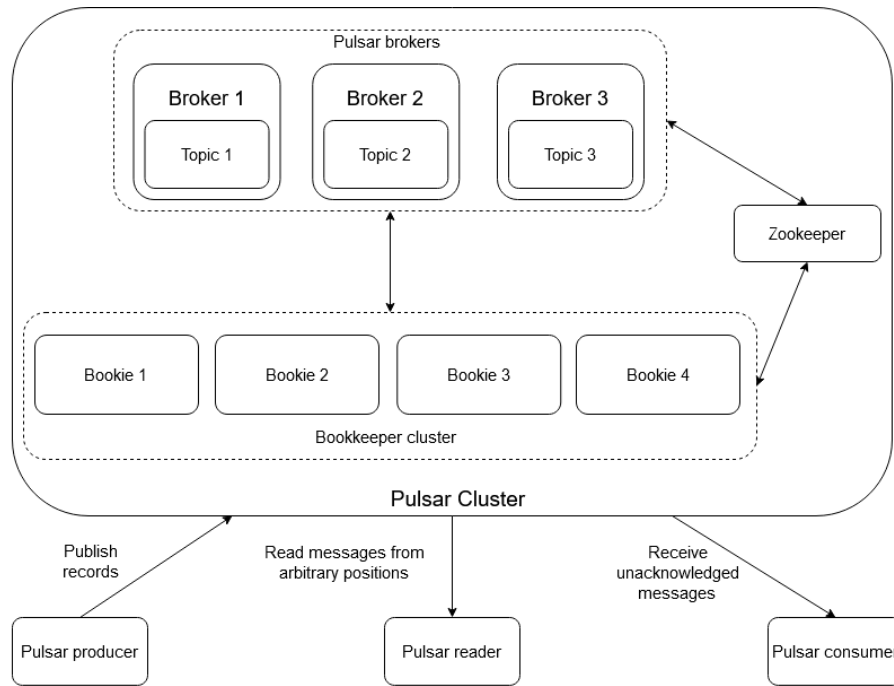 Pulsar brokers
Broker 1
Broker 2
Broker 3
Topic 1
Topic 2
Topic 3
Zookeeper
Bookie 1
Bookie 2
Bookie 3
Bookie 4
Bookkeeper cluster
Pulsar Cluster
Publish
records
Read messages from
arbitrary positions
Receive
unacknowledged
messages
Pulsar producer
Pulsar reader
Pulsar consumer